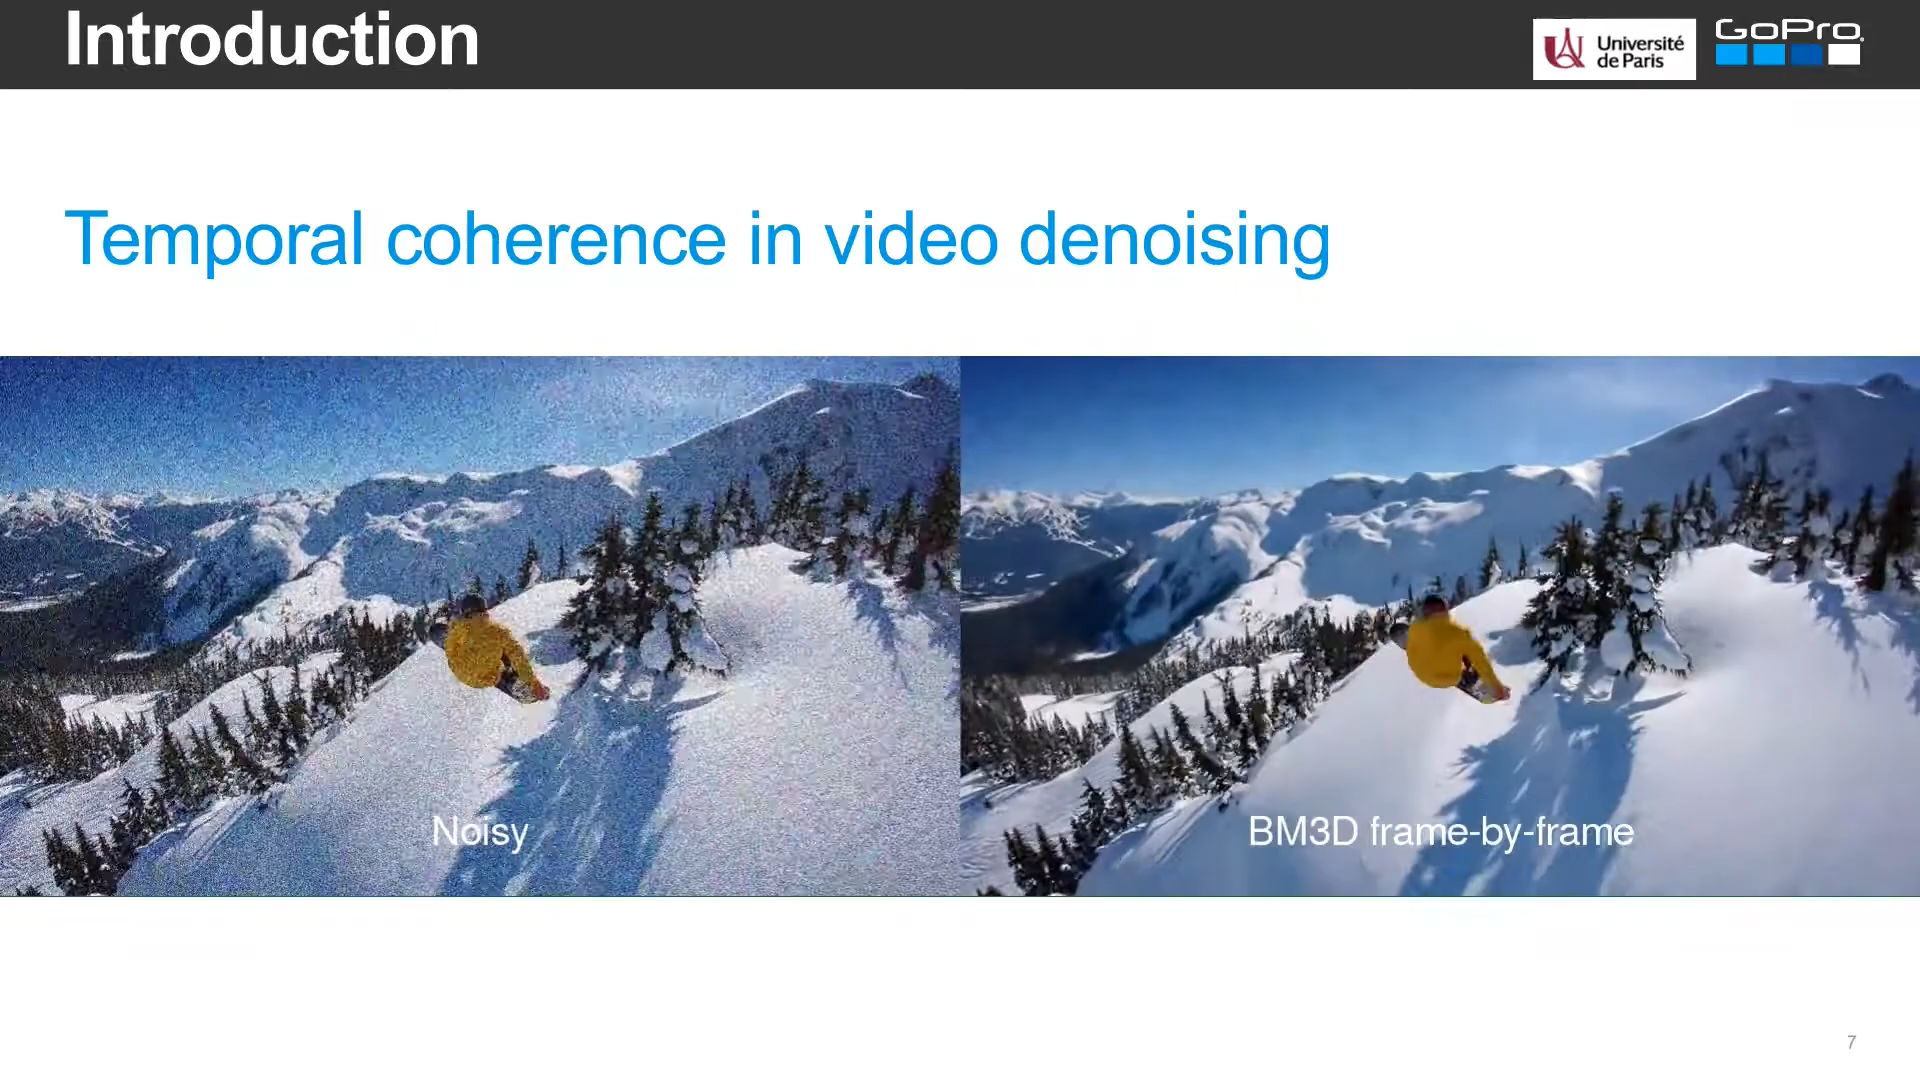 Introduction
Université
de Paris
GoPro
Temporal coherence in video denoising
Noisy
BM3D frame-by-frame
7